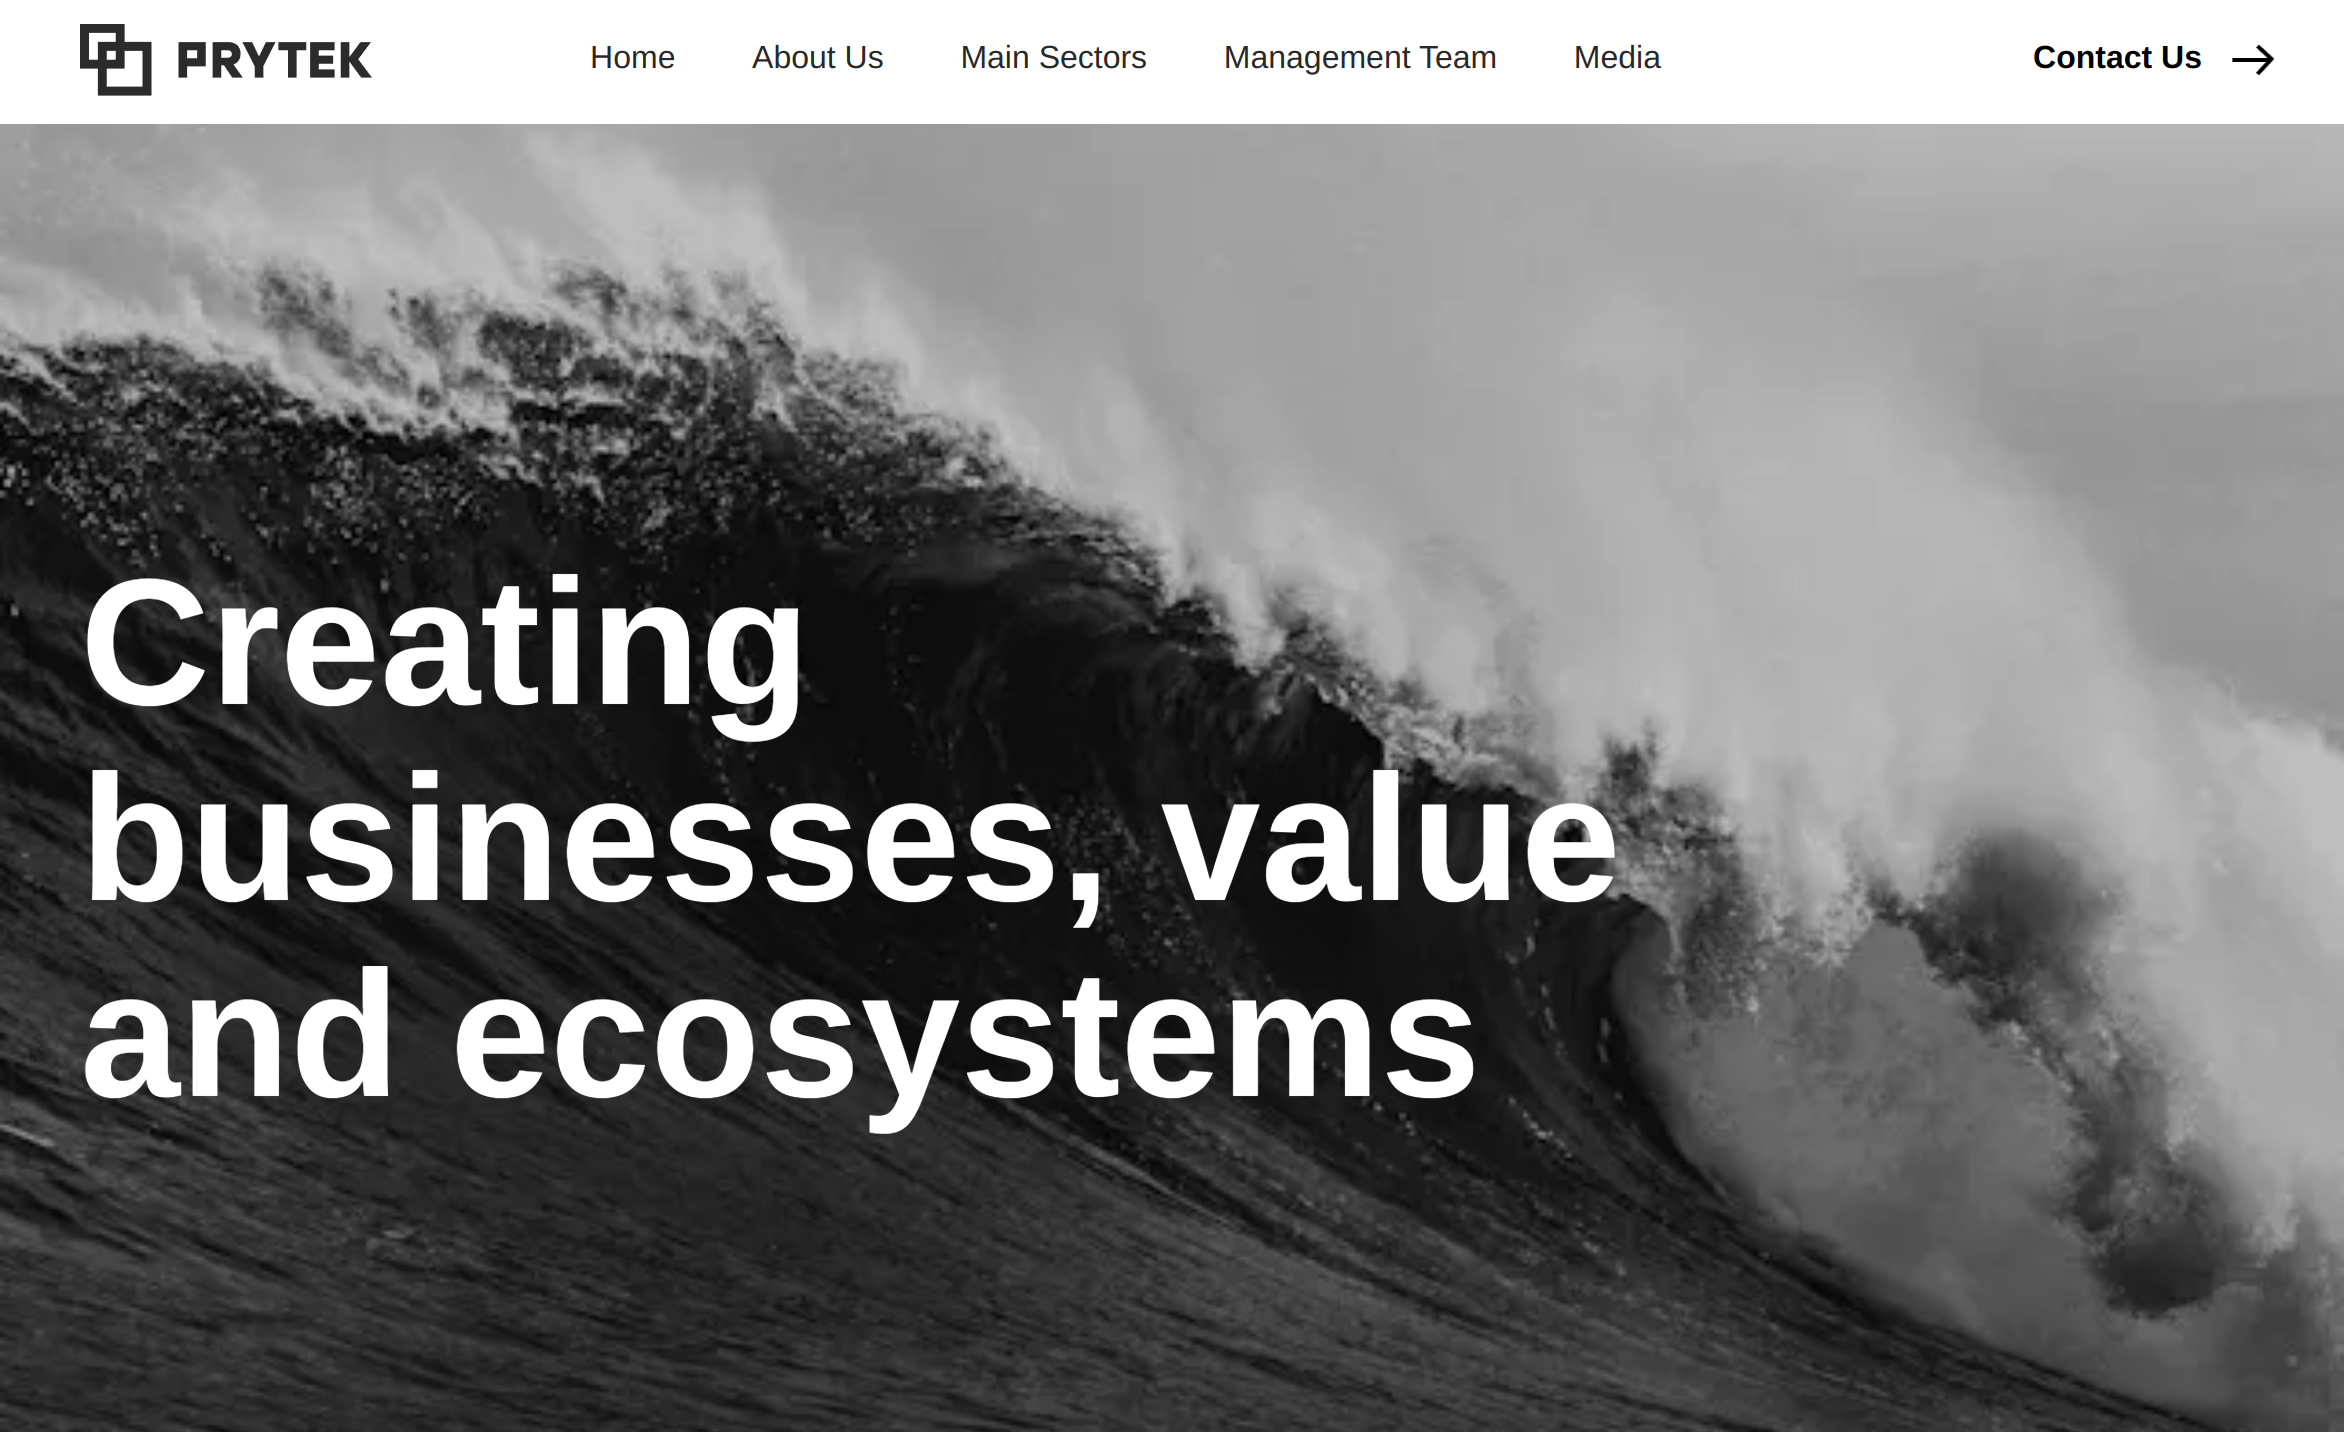 PRYTEK
Home
About Us
Main Sectors
Management Team
Media
Contact Us
Creating
businesses, value
and ecosystems